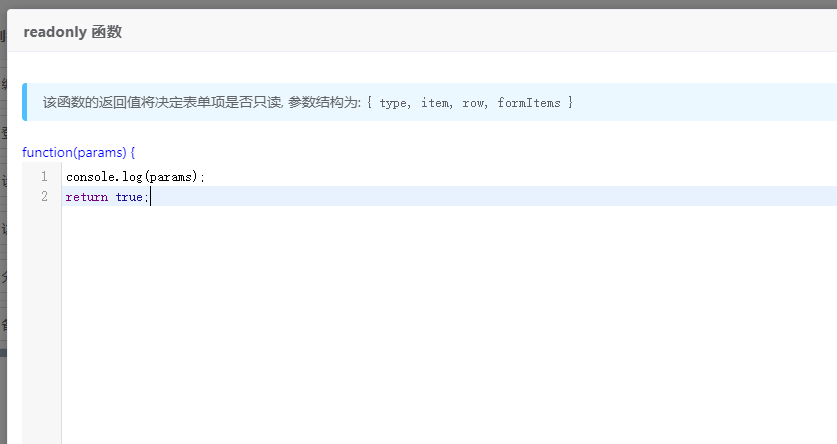 readonly 函数
该函数的返回值将决定表单项是否只读, 参数结构为: { type, item, row, formItems }
function(params) {
1 console.log(params);
2 return true;